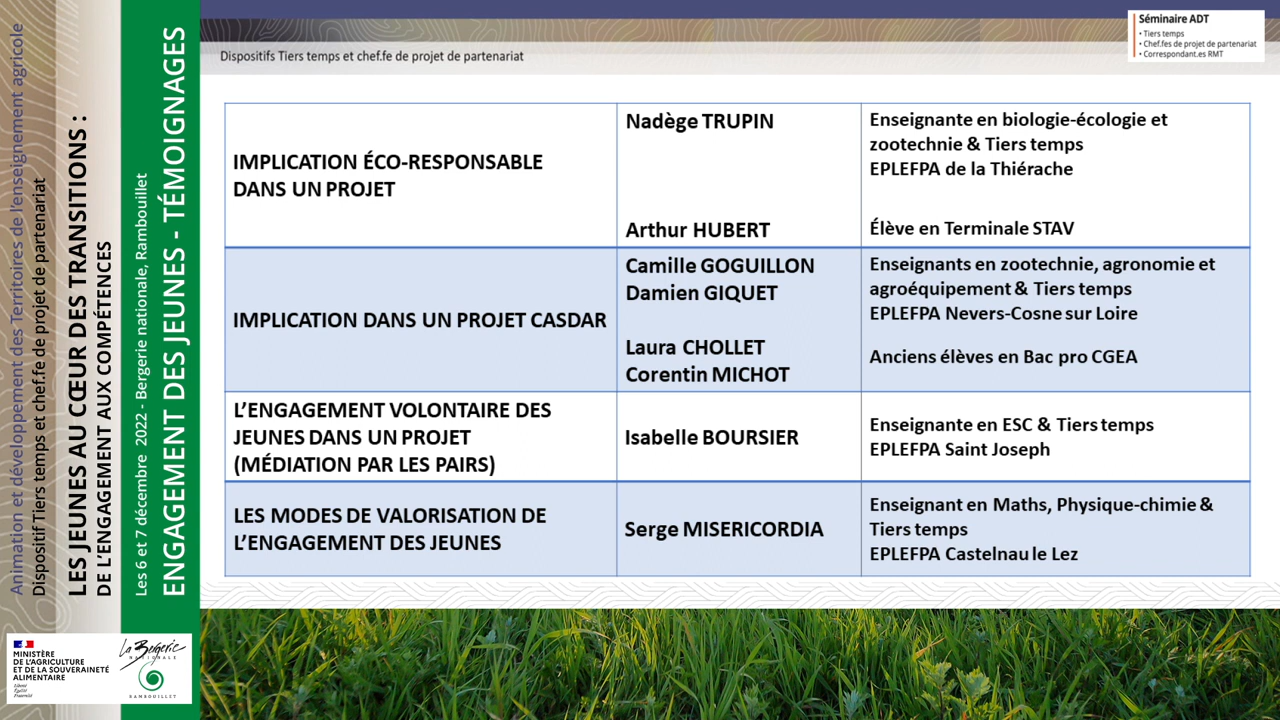 Animation et développement des Territoires de l'enseignement agricole
Dispositif Tiers temps et chef.fe de projet de partenariat
LES JEUNES AU CŒUR DES TRANSITIONS :
DE L'ENGAGEMENT AUX COMPÉTENCES
Les 6 et 7 décembre 2022 - Bergerie nationale, Rambouillet
ENGAGEMENT DES JEUNES - TÉMOIGNAGES
MINISTÈRE
DE L'AGRICULTURE
ET DE LA SOUVERAINETÉ
ALIMENTAIRE
Liberté
Égalité
Fraternité
La Bergerie
NATIONALE
RAMBOUILLET
Dispositifs Tiers temps et chef.fe de projet de partenariat
Séminaire ADT
• Tiers temps
• Chef.fes de projet de partenariat
• Correspondant.es RMT
IMPLICATION ÉCO-RESPONSABLE
DANS UN PROJET
Nadège TRUPIN
Enseignante en biologie-écologie et
zootechnie & Tiers temps
EPLEFPA de la Thiérache
Arthur HUBERT
Élève en Terminale STAV
IMPLICATION DANS UN PROJET CASDAR
Camille GOGUILLON
Damien GIQUET
Enseignants en zootechnie, agronomie et
agroéquipement & Tiers temps
EPLEFPA Nevers-Cosne sur Loire
Laura CHOLLET
Corentin MICHOT
Anciens élèves en Bac pro CGEA
L'ENGAGEMENT VOLONTAIRE DES
JEUNES DANS UN PROJET
(MÉDIATION PAR LES PAIRS)
Isabelle BOURSIER
Enseignante en ESC & Tiers temps
EPLEFPA Saint Joseph
LES MODES DE VALORISATION DE
L'ENGAGEMENT DES JEUNES
Serge MISERICORDIA
Enseignant en Maths, Physique-chimie &
Tiers temps
EPLEFPA Castelnau le Lez